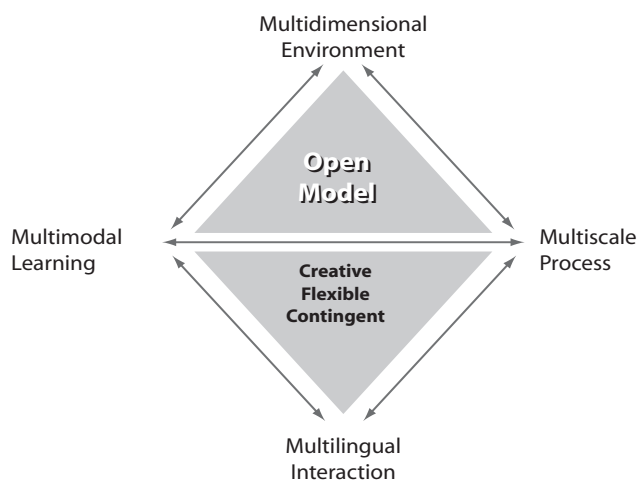 Multidimensional
Environment
Open
Model
Multimodal
Learning
Multiscale
Process
Creative
Flexible
Contingent
Multilingual
Interaction